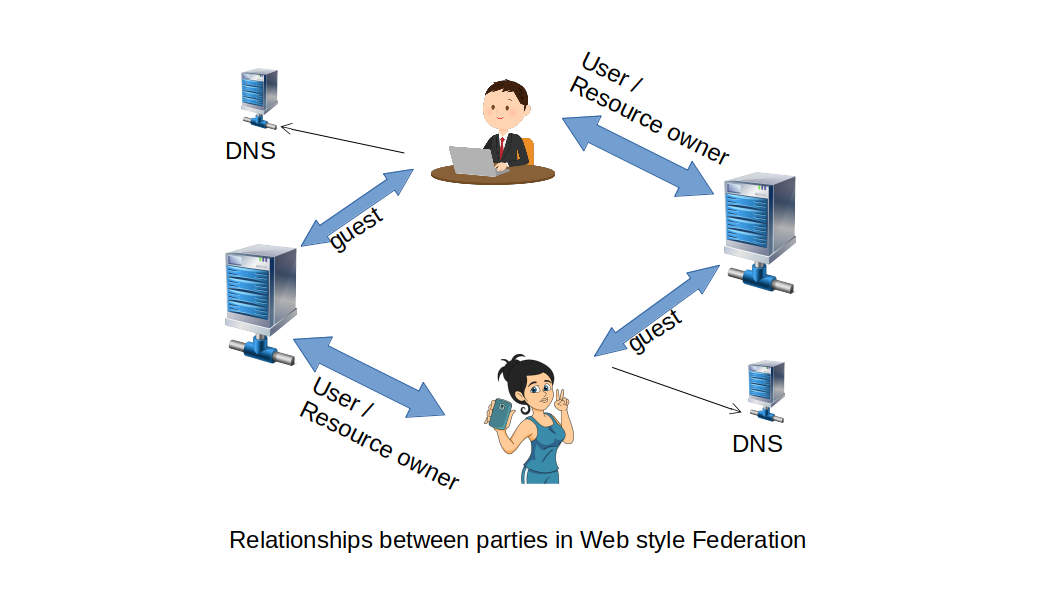 User /
Resource owner
DNS
guest
guest
User /
Resource owner
DNS
Relationships between parties in Web style Federation